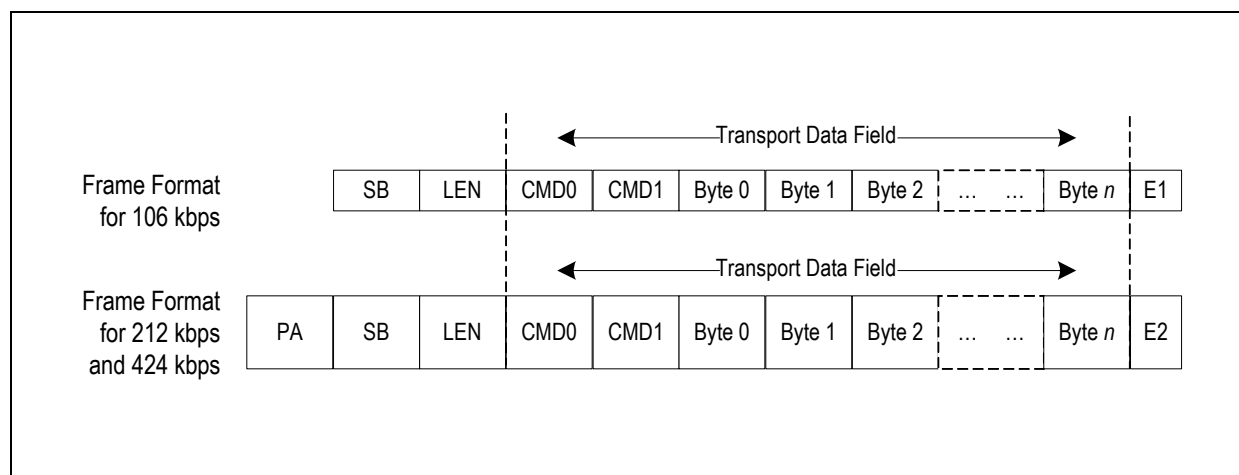 Transport Data Field
Frame Format
for 106 kbps
SB LEN CMD0 CMD1 Byte 0 Byte 1 Byte 2 … … Byte n E1
Transport Data Field
Frame Format
for 212 kbps
and 424 kbps
PA SB LEN CMD0 CMD1 Byte 0 Byte 1 Byte 2 … … Byte n E2